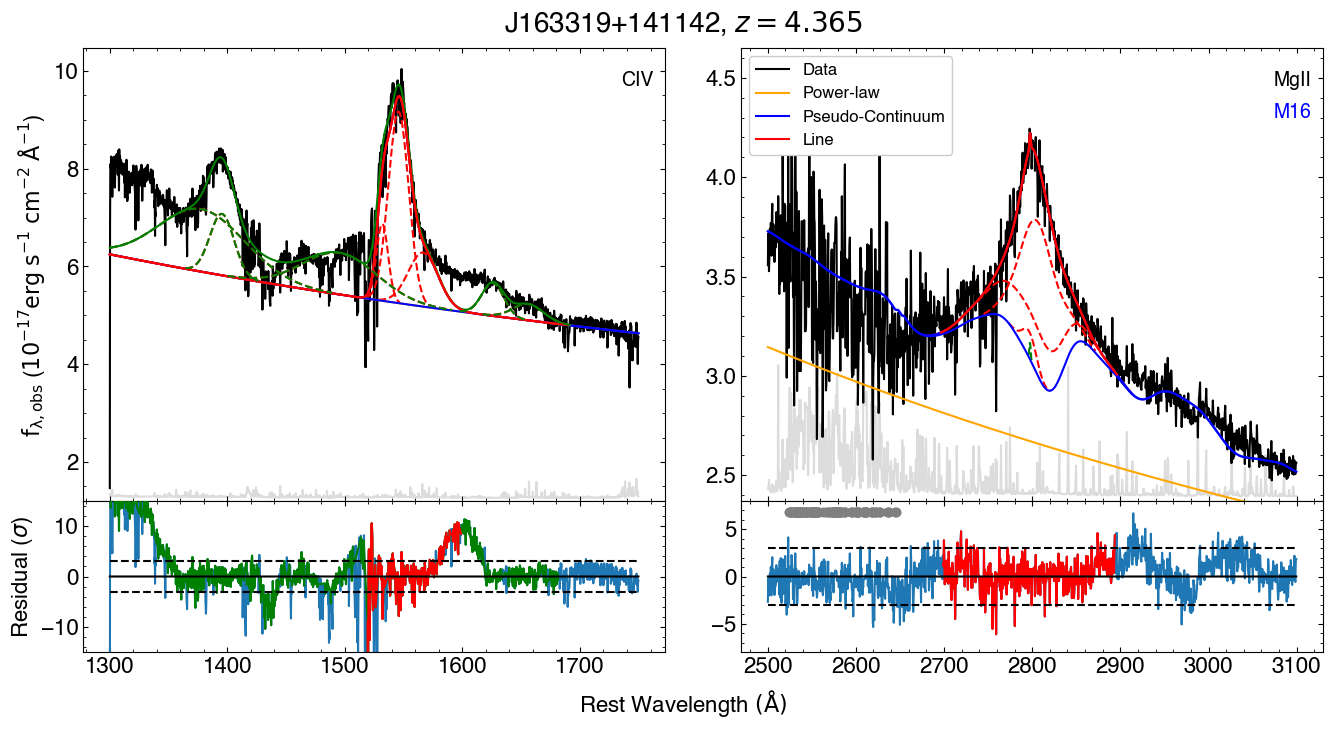 J163319+141142, z = 4.365
CIV
10
8
6
4
2
f_{λ,obs} (10^{-17} erg s^{-1} cm^{-2} Å^{-1})
Data
Power-law
Pseudo-Continuum
Line
MgII
M16
4.5
4.0
3.5
3.0
2.5
Residual (σ)
10
0
−10
1300 1400 1500 1600 1700
5
0
−5
2500 2600 2700 2800 2900 3000 3100
Rest Wavelength (Å)